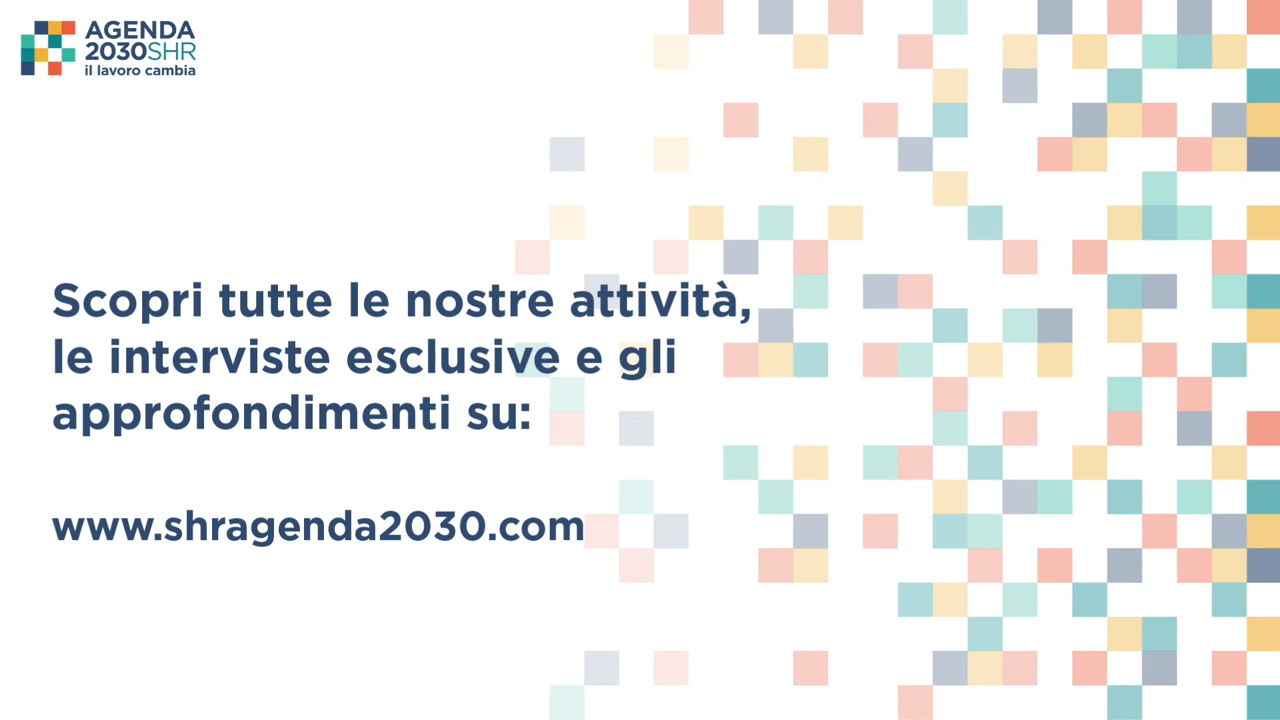 AGENDA
2030SHR
il lavoro cambia
Scopri tutte le nostre attività,
le interviste esclusive e gli
approfondimenti su:
www.shragenda2030.com